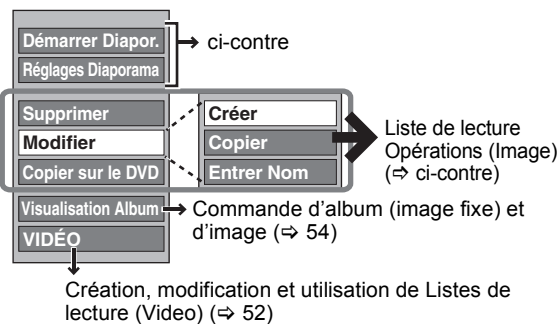 Démarrer Diapor.
Réglages Diaporama
ci-contre
Supprimer
Modifier
Copier sur le DVD
Créer
Copier
Entrer Nom
Liste de lecture
Opérations (Image)
(⇨ ci-contre)
Visualisation Album
VIDÉO
Commande d'album (image fixe) et
d'image (⇨ 54)
Création, modification et utilisation de Listes de
lecture (Video) (⇨ 52)